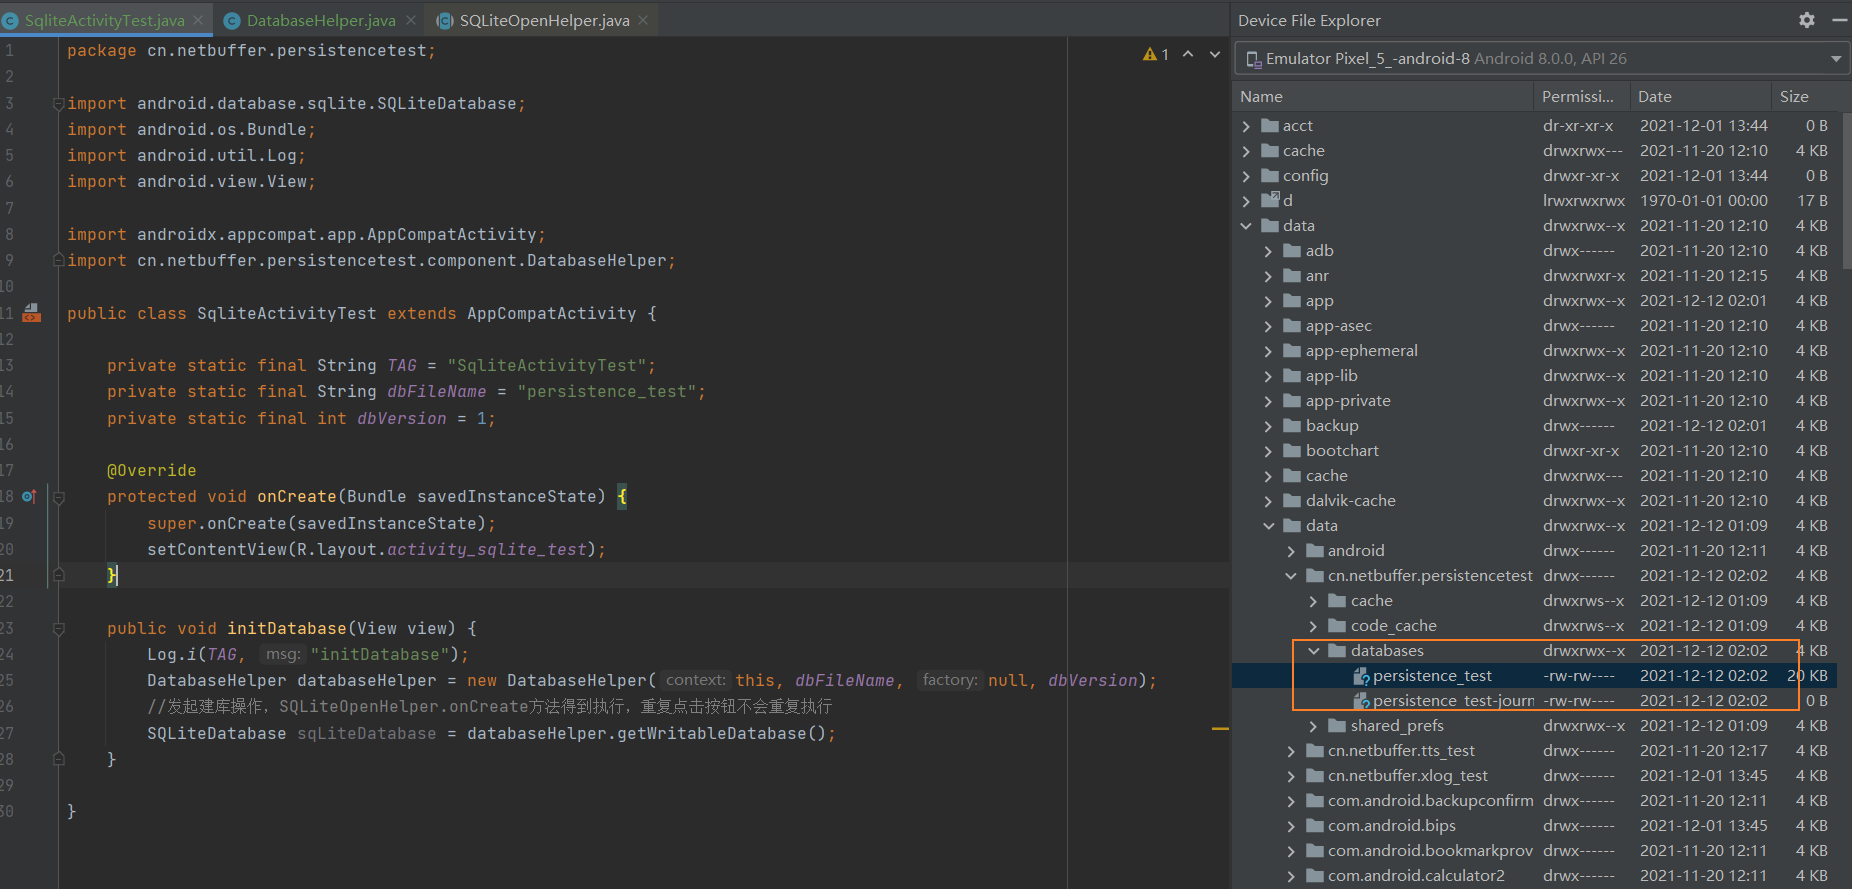 SqliteActivityTest.java
DatabaseHelper.java
SQLiteOpenHelper.java
1
1 package cn.netbuffer.persistencetest;
2
3 import android.database.sqlite.SQLiteDatabase;
4 import android.os.Bundle;
5 import android.util.Log;
6 import android.view.View;
7
8 import androidx.appcompat.app.AppCompatActivity;
9 import cn.netbuffer.persistencetest.component.DatabaseHelper;
10
11 public class SqliteActivityTest extends AppCompatActivity {
12
13 private static final String TAG = "SqliteActivityTest";
14 private static final String dbFileName = "persistence_test";
15 private static final int dbVersion = 1;
16
17 @Override
18 protected void onCreate(Bundle savedInstanceState) {
19 super.onCreate(savedInstanceState);
20 setContentView(R.layout.activity_sqlite_test);
21 }
22
23 public void initDatabase(View view) {
24 Log.i(TAG, msg: "initDatabase");
25 DatabaseHelper databaseHelper = new DatabaseHelper( context: this, dbFileName, factory: null, dbVersion);
26 //发起建库操作，SQLiteOpenHelper.onCreate方法得到执行，重复点击按钮不会重复执行
27 SQLiteDatabase sqLiteDatabase = databaseHelper.getWritableDatabase();
28 }
29
30 }
Device File Explorer
Emulator Pixel_5_-android-8 Android 8.0.0, API 26
Name Permissi... Date Size
acct dr-xr-xr-x 2021-12-01 13:44 0 B
cache drwxrwx--- 2021-11-20 12:10 4 KB
config drwxr-xr-x 2021-12-01 13:44 0 B
d lrwxrwxrwx 1970-01-01 00:00 17 B
data drwxrwx--x 2021-11-20 12:10 4 KB
adb drwx------ 2021-11-20 12:10 4 KB
anr drwxrwxr-x 2021-11-20 12:15 4 KB
app drwxrwx--x 2021-12-12 02:01 4 KB
app-asec drwx------ 2021-11-20 12:10 4 KB
app-ephemeral drwxrwx--x 2021-11-20 12:10 4 KB
app-lib drwxrwx--x 2021-11-20 12:10 4 KB
app-private drwxrwx--x 2021-11-20 12:10 4 KB
backup drwx------ 2021-12-12 02:01 4 KB
bootchart drwxr-xr-x 2021-11-20 12:10 4 KB
cache drwxrwx--- 2021-11-20 12:10 4 KB
dalvik-cache drwxrwx--x 2021-11-20 12:10 4 KB
data drwxrwx--x 2021-12-12 01:09 4 KB
android drwx------ 2021-11-20 12:11 4 KB
cn.netbuffer.persistencetest drwx------ 2021-12-12 02:02 4 KB
cache drwxrws--x 2021-12-12 01:09 4 KB
code_cache drwxrws--x 2021-12-12 01:09 4 KB
databases drwxrwx--x 2021-12-12 02:02 4 KB
persistence_test -rw-rw---- 2021-12-12 02:02 20 KB
persistence_test-journ -rw-rw---- 2021-12-12 02:02 0 B
shared_prefs drwxrwx--x 2021-12-12 01:09 4 KB
cn.netbuffer.tts_test drwx------ 2021-11-20 12:17 4 KB
cn.netbuffer.xlog_test drwx------ 2021-12-01 13:45 4 KB
com.android.backupconfirm drwx------ 2021-11-20 12:11 4 KB
com.android.bips drwx------ 2021-12-01 13:45 4 KB
com.android.bookmarkprov drwx------ 2021-11-20 12:11 4 KB
com.android.calculator2 drwx------ 2021-11-20 12:11 4 KB